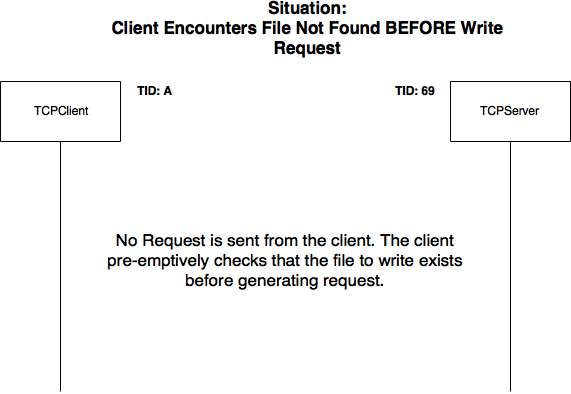 Situation:
Client Encounters File Not Found BEFORE Write
Request
TID: A
TID: 69
TCPClient
TCPServer
No Request is sent from the client. The client
pre-emptively checks that the file to write exists
before generating request.